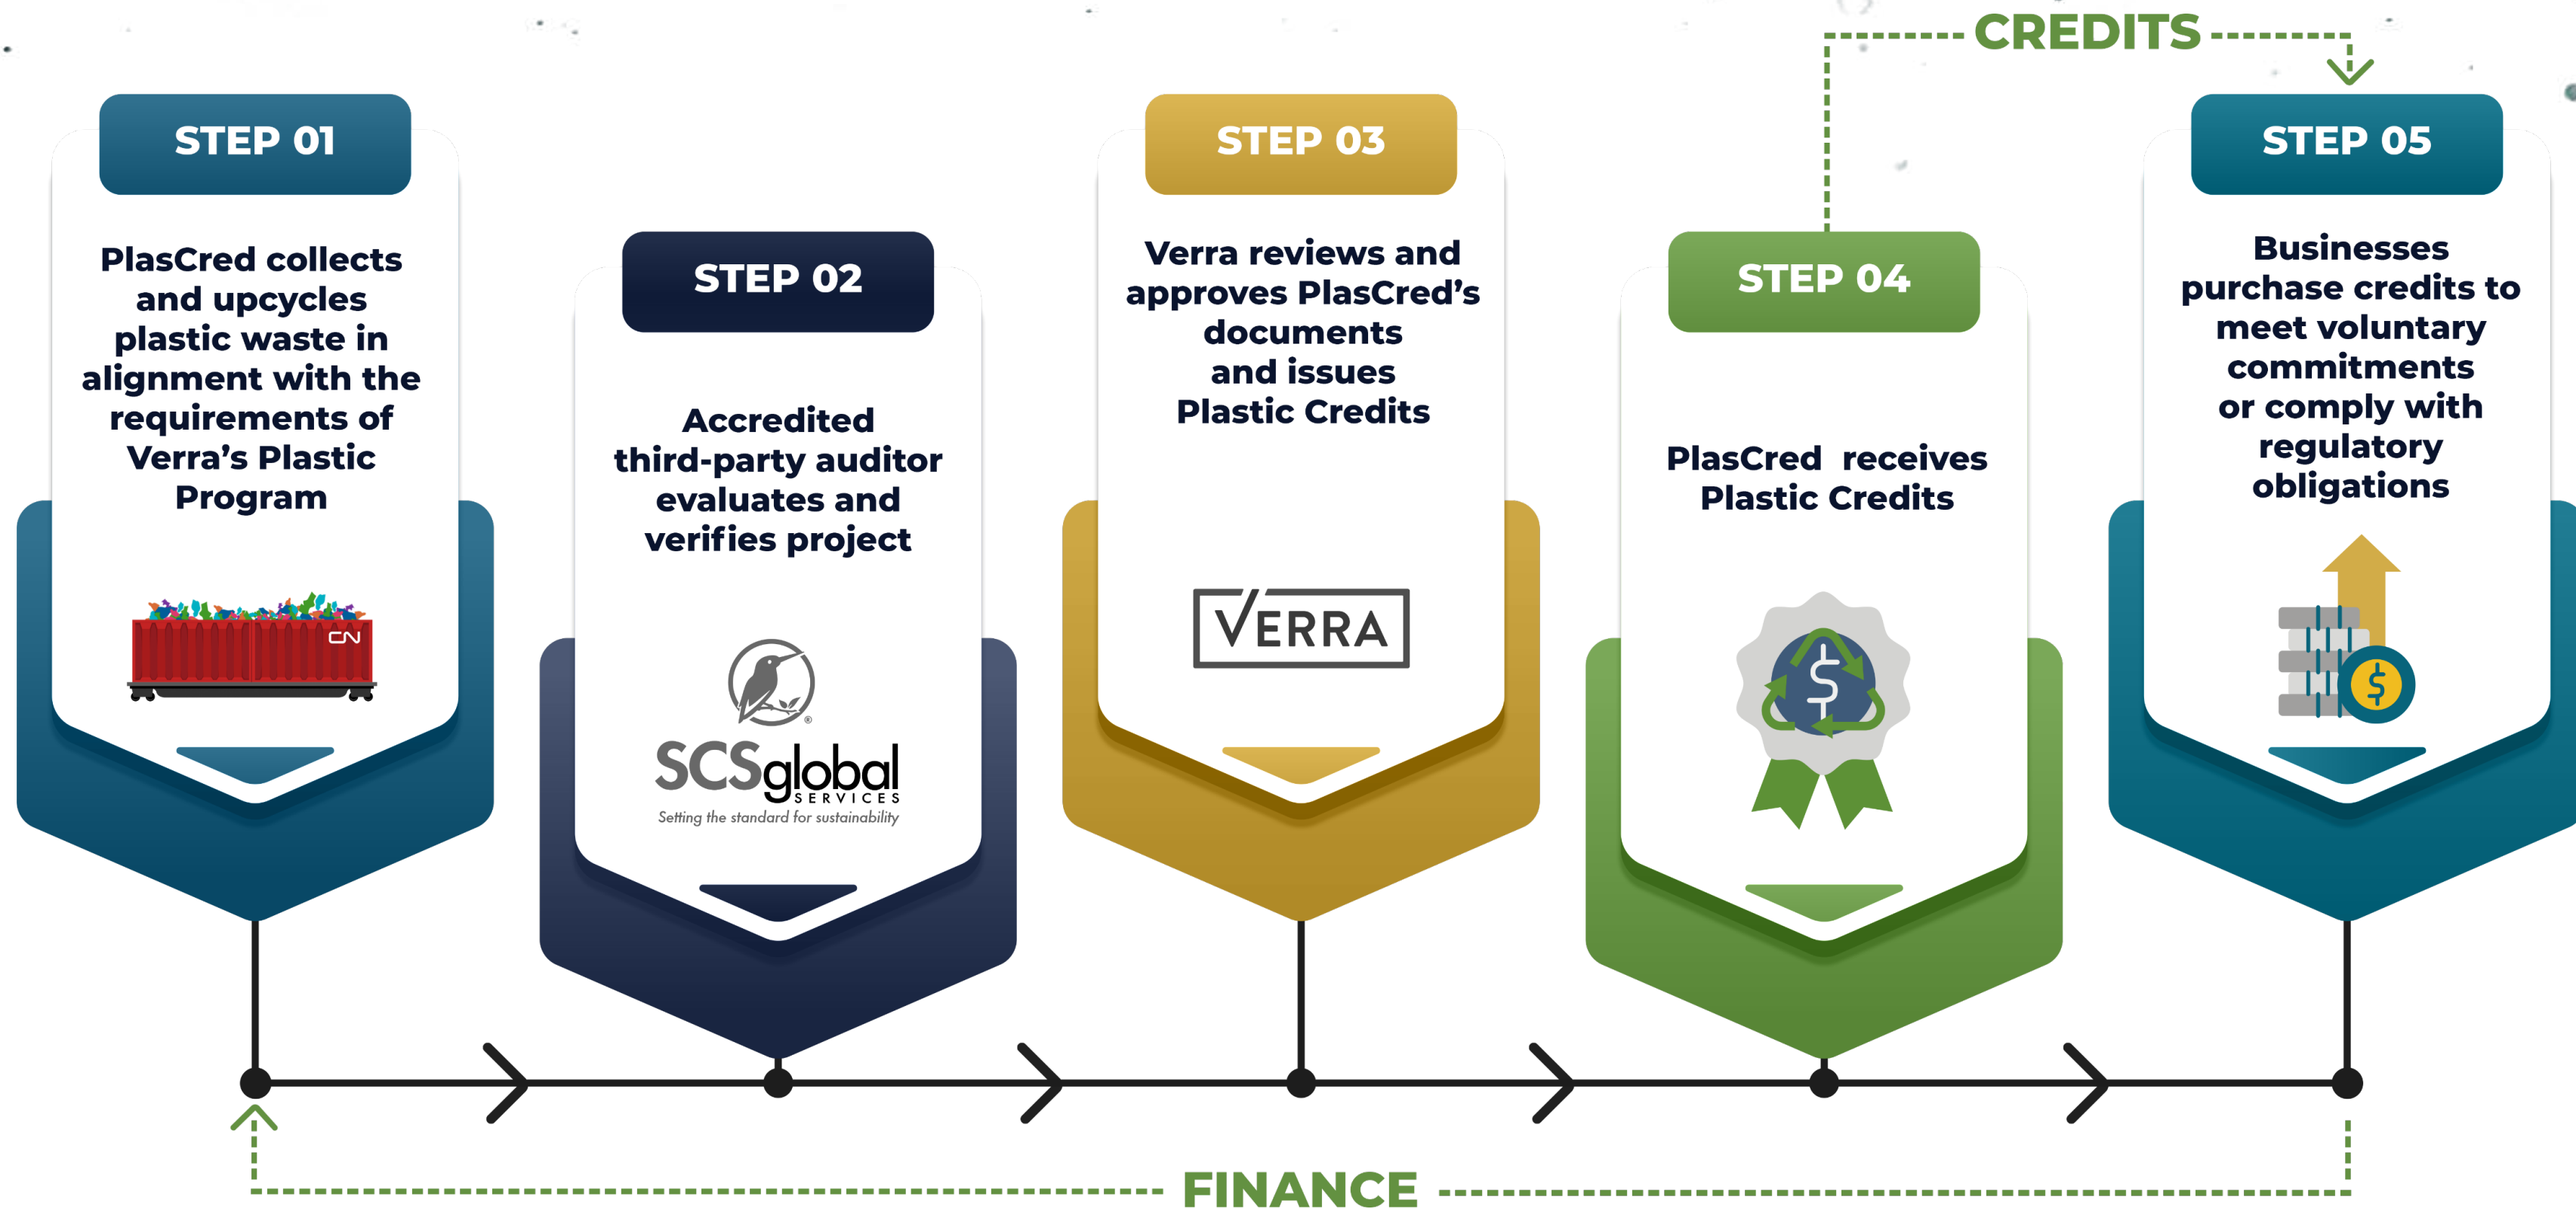 CREDITS
STEP 01
PlasCred collects
and upcycles
plastic waste in
alignment with the
requirements of
Verra's Plastic
Program
CN
STEP 02
Accredited
third-party auditor
evaluates and
verifies project
®
SCSglobal
SERVICES
Setting the standard for sustainability
STEP 03
Verra reviews and
approves PlasCred's
documents
and issues
Plastic Credits
VERRA
STEP 04
PlasCred receives
Plastic Credits
$
STEP 05
Businesses
purchase credits to
meet voluntary
commitments
or comply with
regulatory
obligations
$
FINANCE